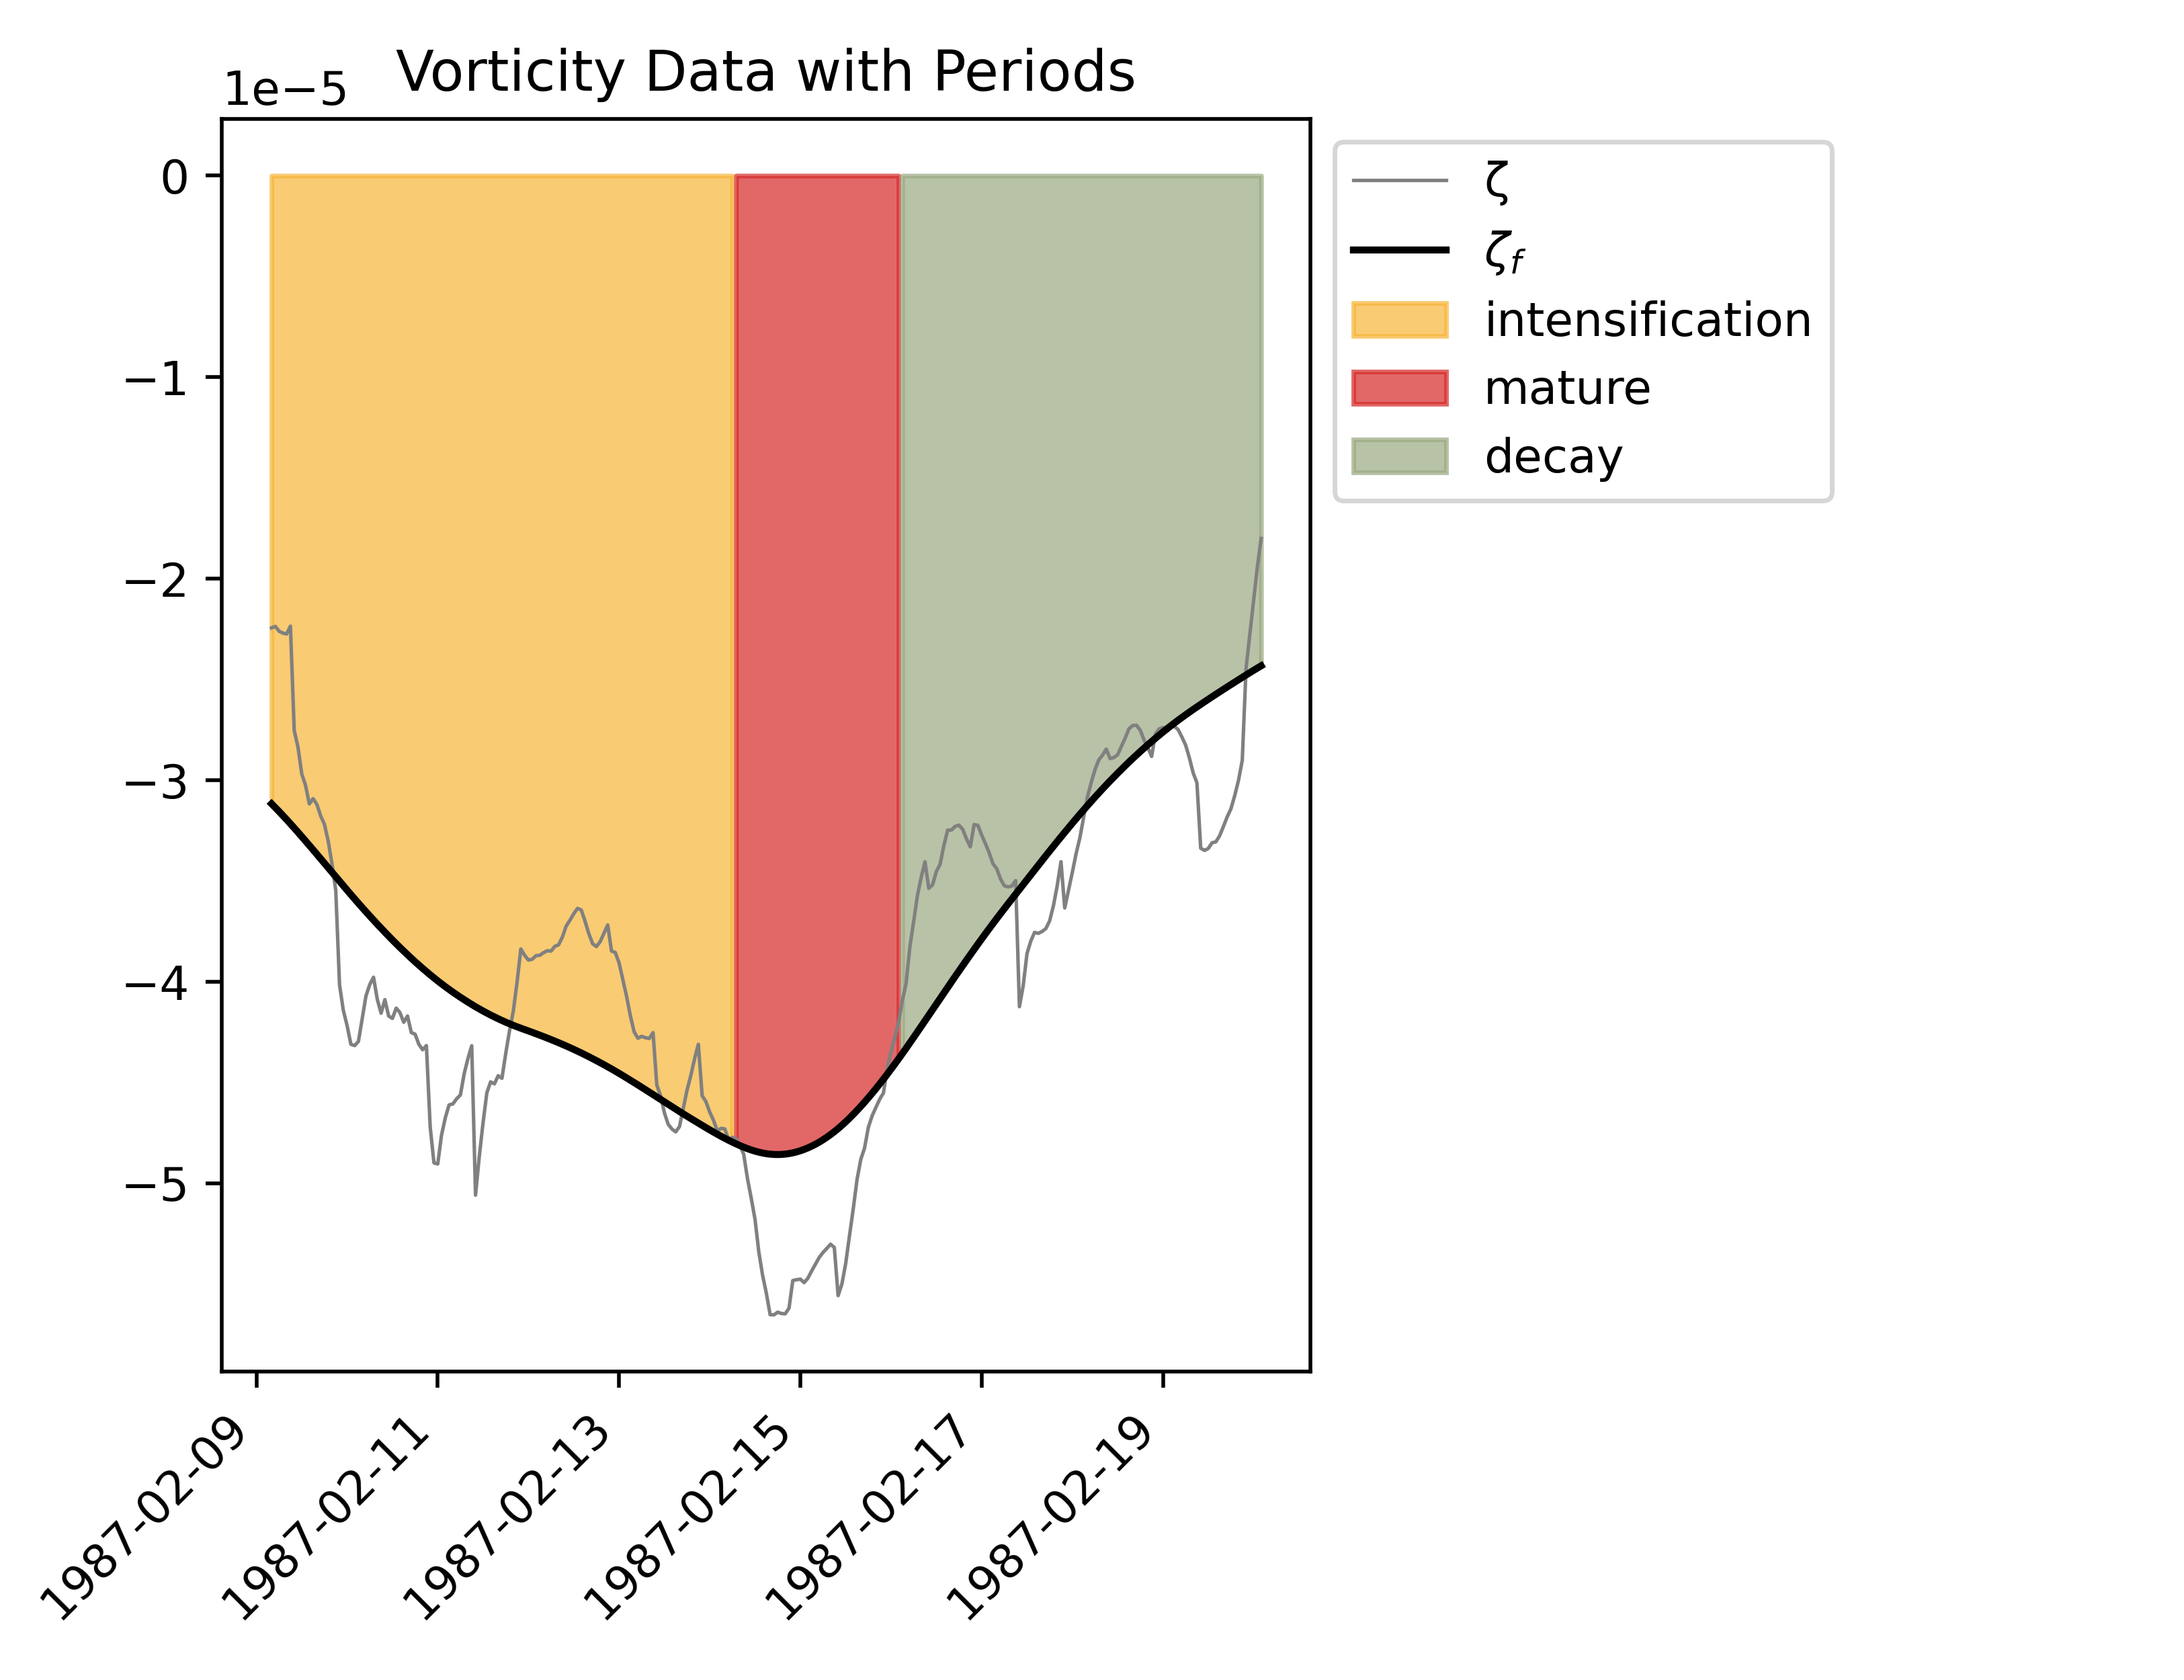 Vorticity Data with Periods
1e−5
0
−1
−2
−3
−4
−5
1987-02-09
1987-02-11
1987-02-13
1987-02-15
1987-02-17
1987-02-19
ζ
ζf
intensification
mature
decay